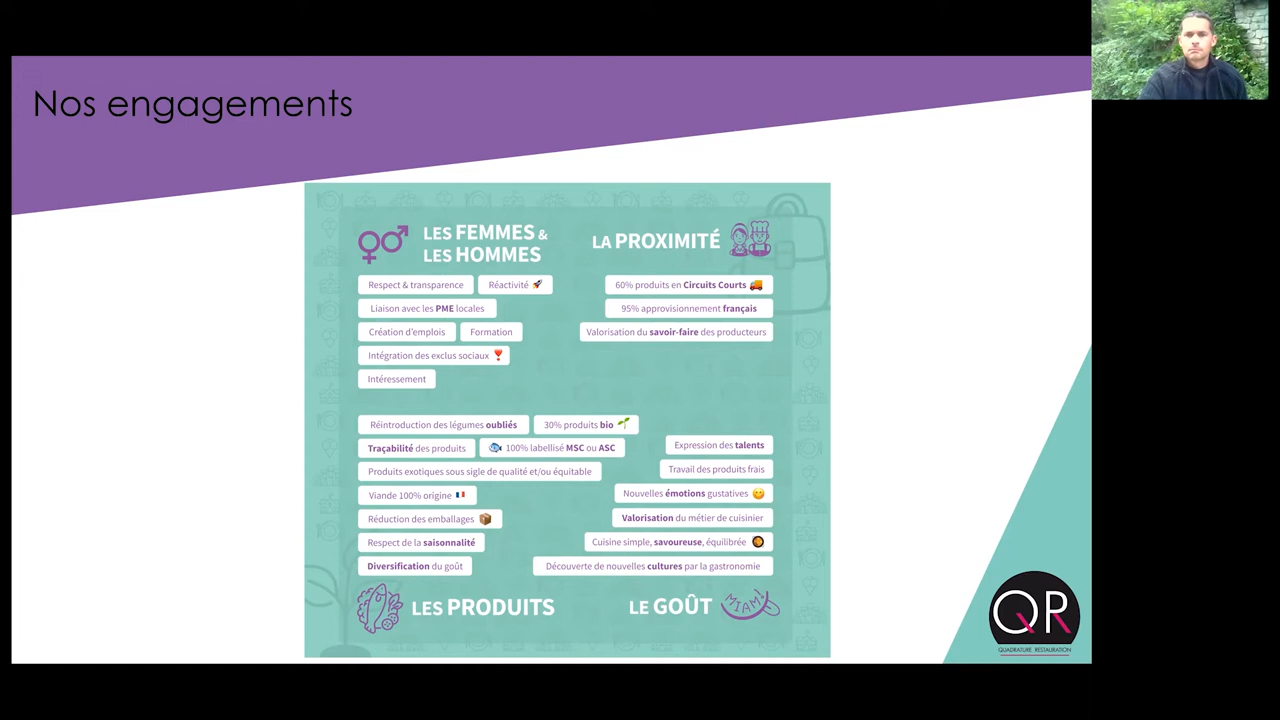 Nos engagements
LES FEMMES &
LES HOMMES
Respect & transparence
Réactivité 🚀
Liaison avec les PME locales
Création d'emplois
Formation
Intégration des exclus sociaux ❣
Intéressement
LA PROXIMITÉ
60% produits en Circuits Courts 🚚
95% approvisionnement français
Valorisation du savoir-faire des producteurs
Réintroduction des légumes oubliés
30% produits bio 🌱
Traçabilité des produits
🐟 100% labellisé MSC ou ASC
Produits exotiques sous sigle de qualité et/ou équitable
Viande 100% origine 🇫🇷
Réduction des emballages 📦
Respect de la saisonnalité
Diversification du goût
LES PRODUITS
Expression des talents
Travail des produits frais
Nouvelles émotions gustatives 😋
Valorisation du métier de cuisinier
Cuisine simple, savoureuse, équilibrée 🥘
Découverte de nouvelles cultures par la gastronomie
LE GOÛT
MIAM!
QR
QUADRATURE RESTAURATION